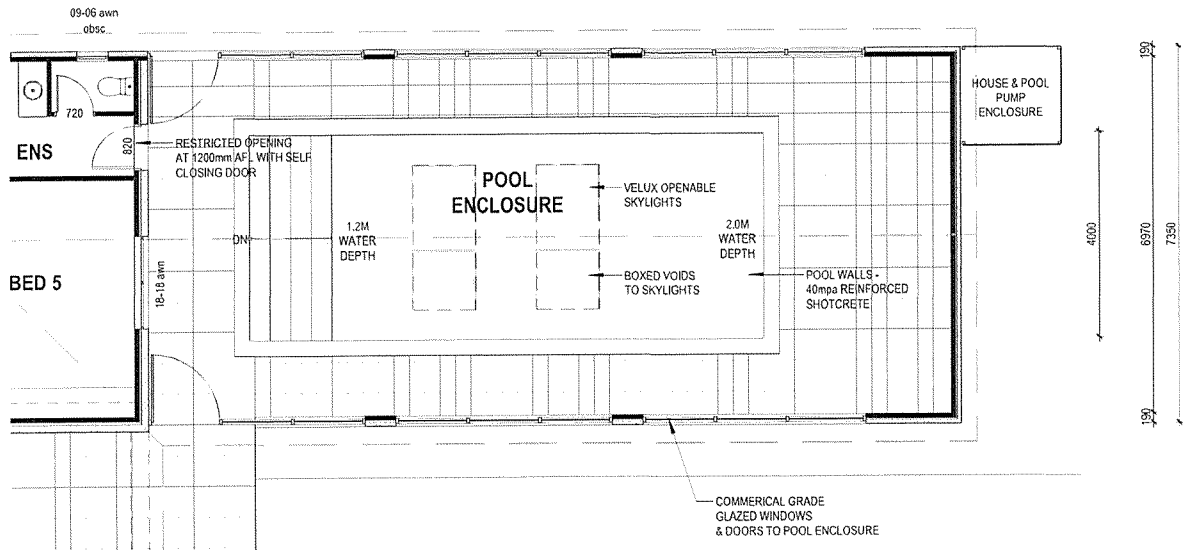 09-06 awn
obsc
720
ENS
820
RESTRICTED OPENING
AT 1200mm AFL WITH SELF
CLOSING DOOR
BED 5
18-18 awn
DN
POOL
ENCLOSURE
1.2M
WATER
DEPTH
VELUX OPENABLE
SKYLIGHTS
BOXED VOIDS
TO SKYLIGHTS
2.0M
WATER
DEPTH
POOL WALLS -
40mpa REINFORCED
SHOTCRETE
HOUSE & POOL
PUMP
ENCLOSURE
COMMERICAL GRADE
GLAZED WINDOWS
& DOORS TO POOL ENCLOSURE
4000
190
6970
190
7350